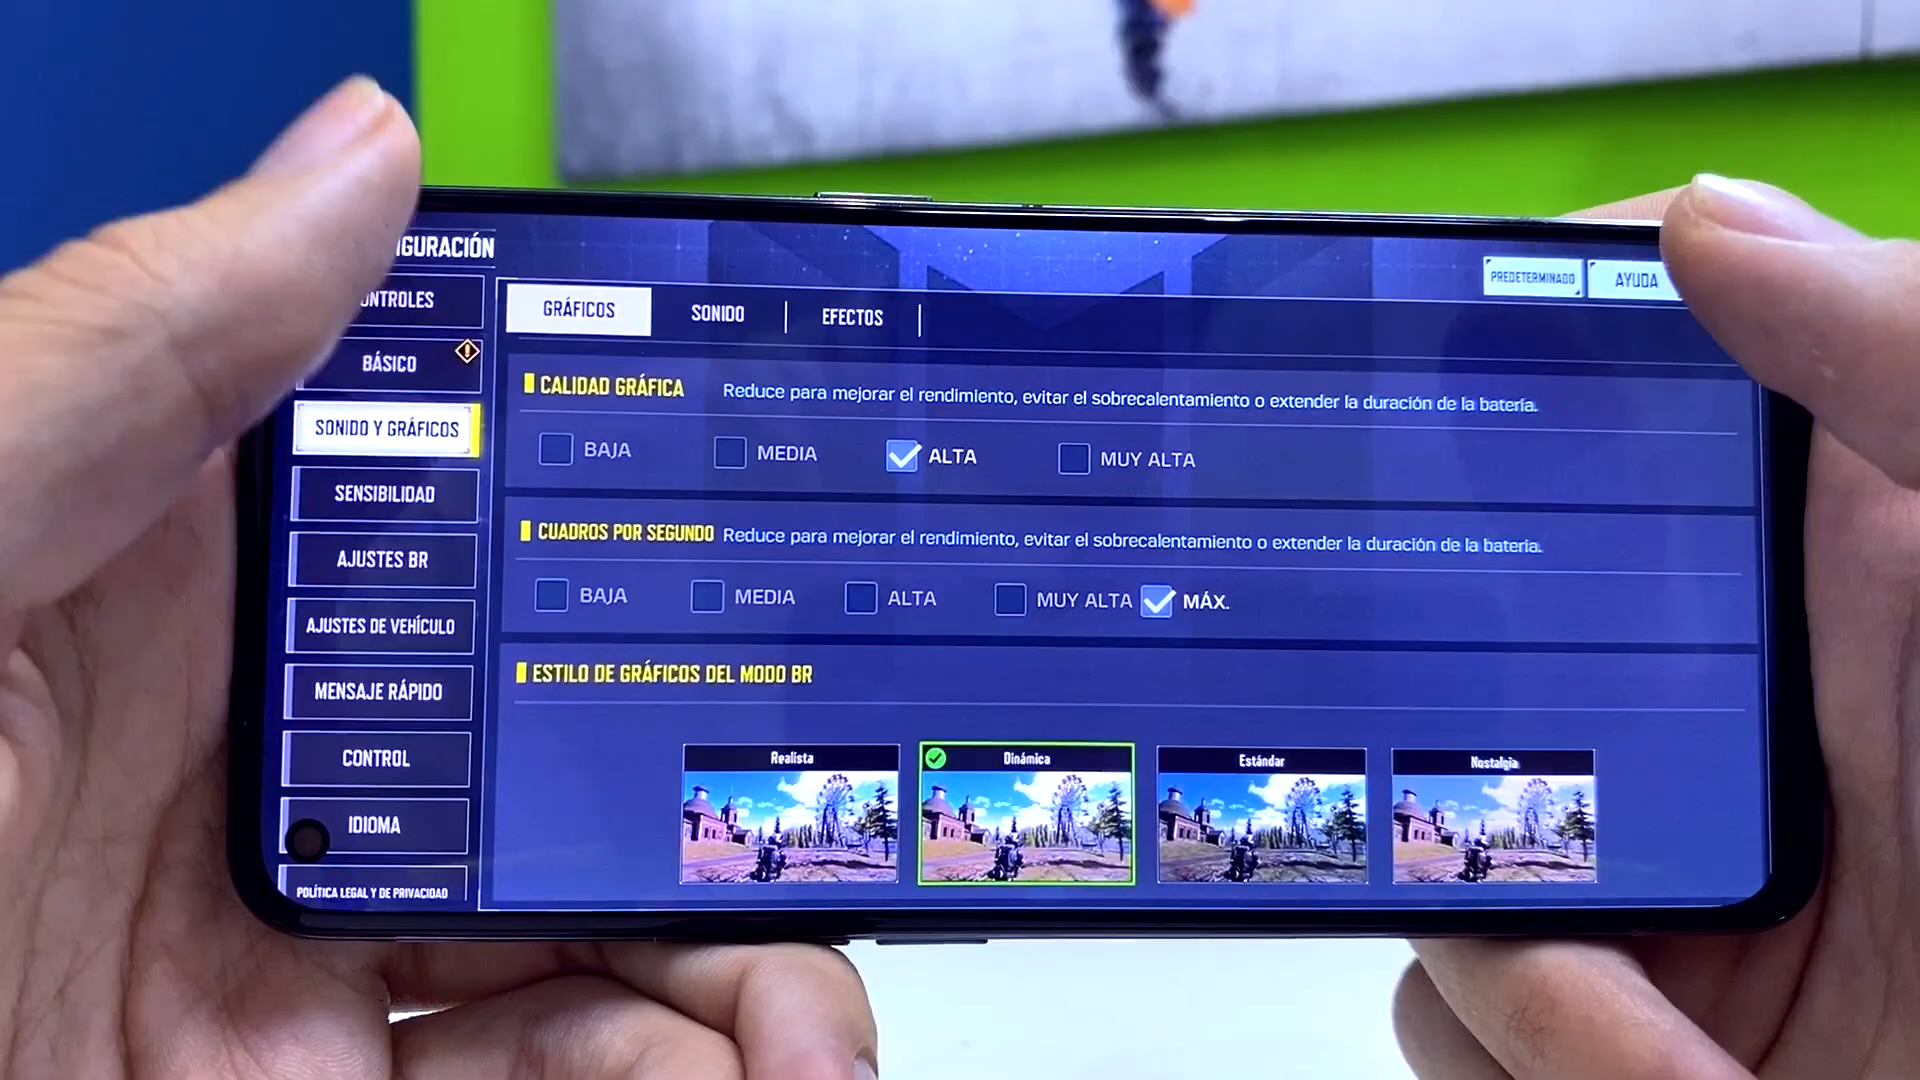 IGURACIÓN
PREDETERMINADO
AYUDA
ONTROLES
BÁSICO
SONIDO Y GRÁFICOS
SENSIBILIDAD
AJUSTES BR
AJUSTES DE VEHÍCULO
MENSAJE RÁPIDO
CONTROL
IDIOMA
POLÍTICA LEGAL Y DE PRIVACIDAD
GRÁFICOS
SONIDO
EFECTOS
CALIDAD GRÁFICA Reduce para mejorar el rendimiento, evitar el sobrecalentamiento o extender la duración de la batería.
BAJA MEDIA ALTA MUY ALTA
CUADROS POR SEGUNDO Reduce para mejorar el rendimiento, evitar el sobrecalentamiento o extender la duración de la batería.
BAJA MEDIA ALTA MUY ALTA MÁX.
ESTILO DE GRÁFICOS DEL MODO BR
Realista Dinámica Estándar Nostalgia